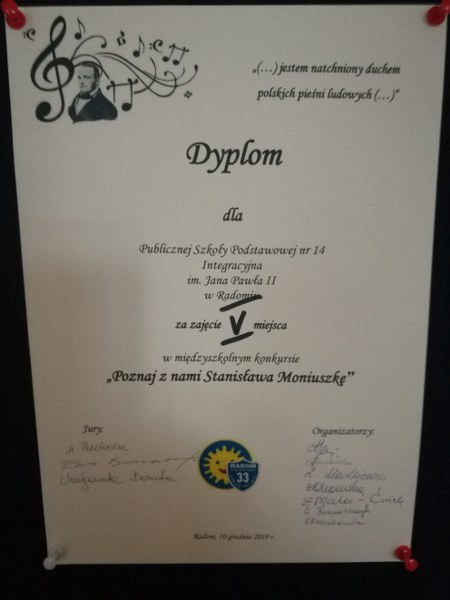 „(…) jestem natchniony duchem
polskich pieśni ludowych (…)"
Dyplom
dla
Publicznej Szkoły Podstawowej nr 14
Integracyjna
im. Jana Pawła II
w Radomiu
za zajęcie V miejsca
w międzyszkolnym konkursie
„Poznaj z nami Stanisława Moniuszkę”
Jury:
Organizatorzy:
RADOM
33
Radom, 10 grudnia 2019 r.